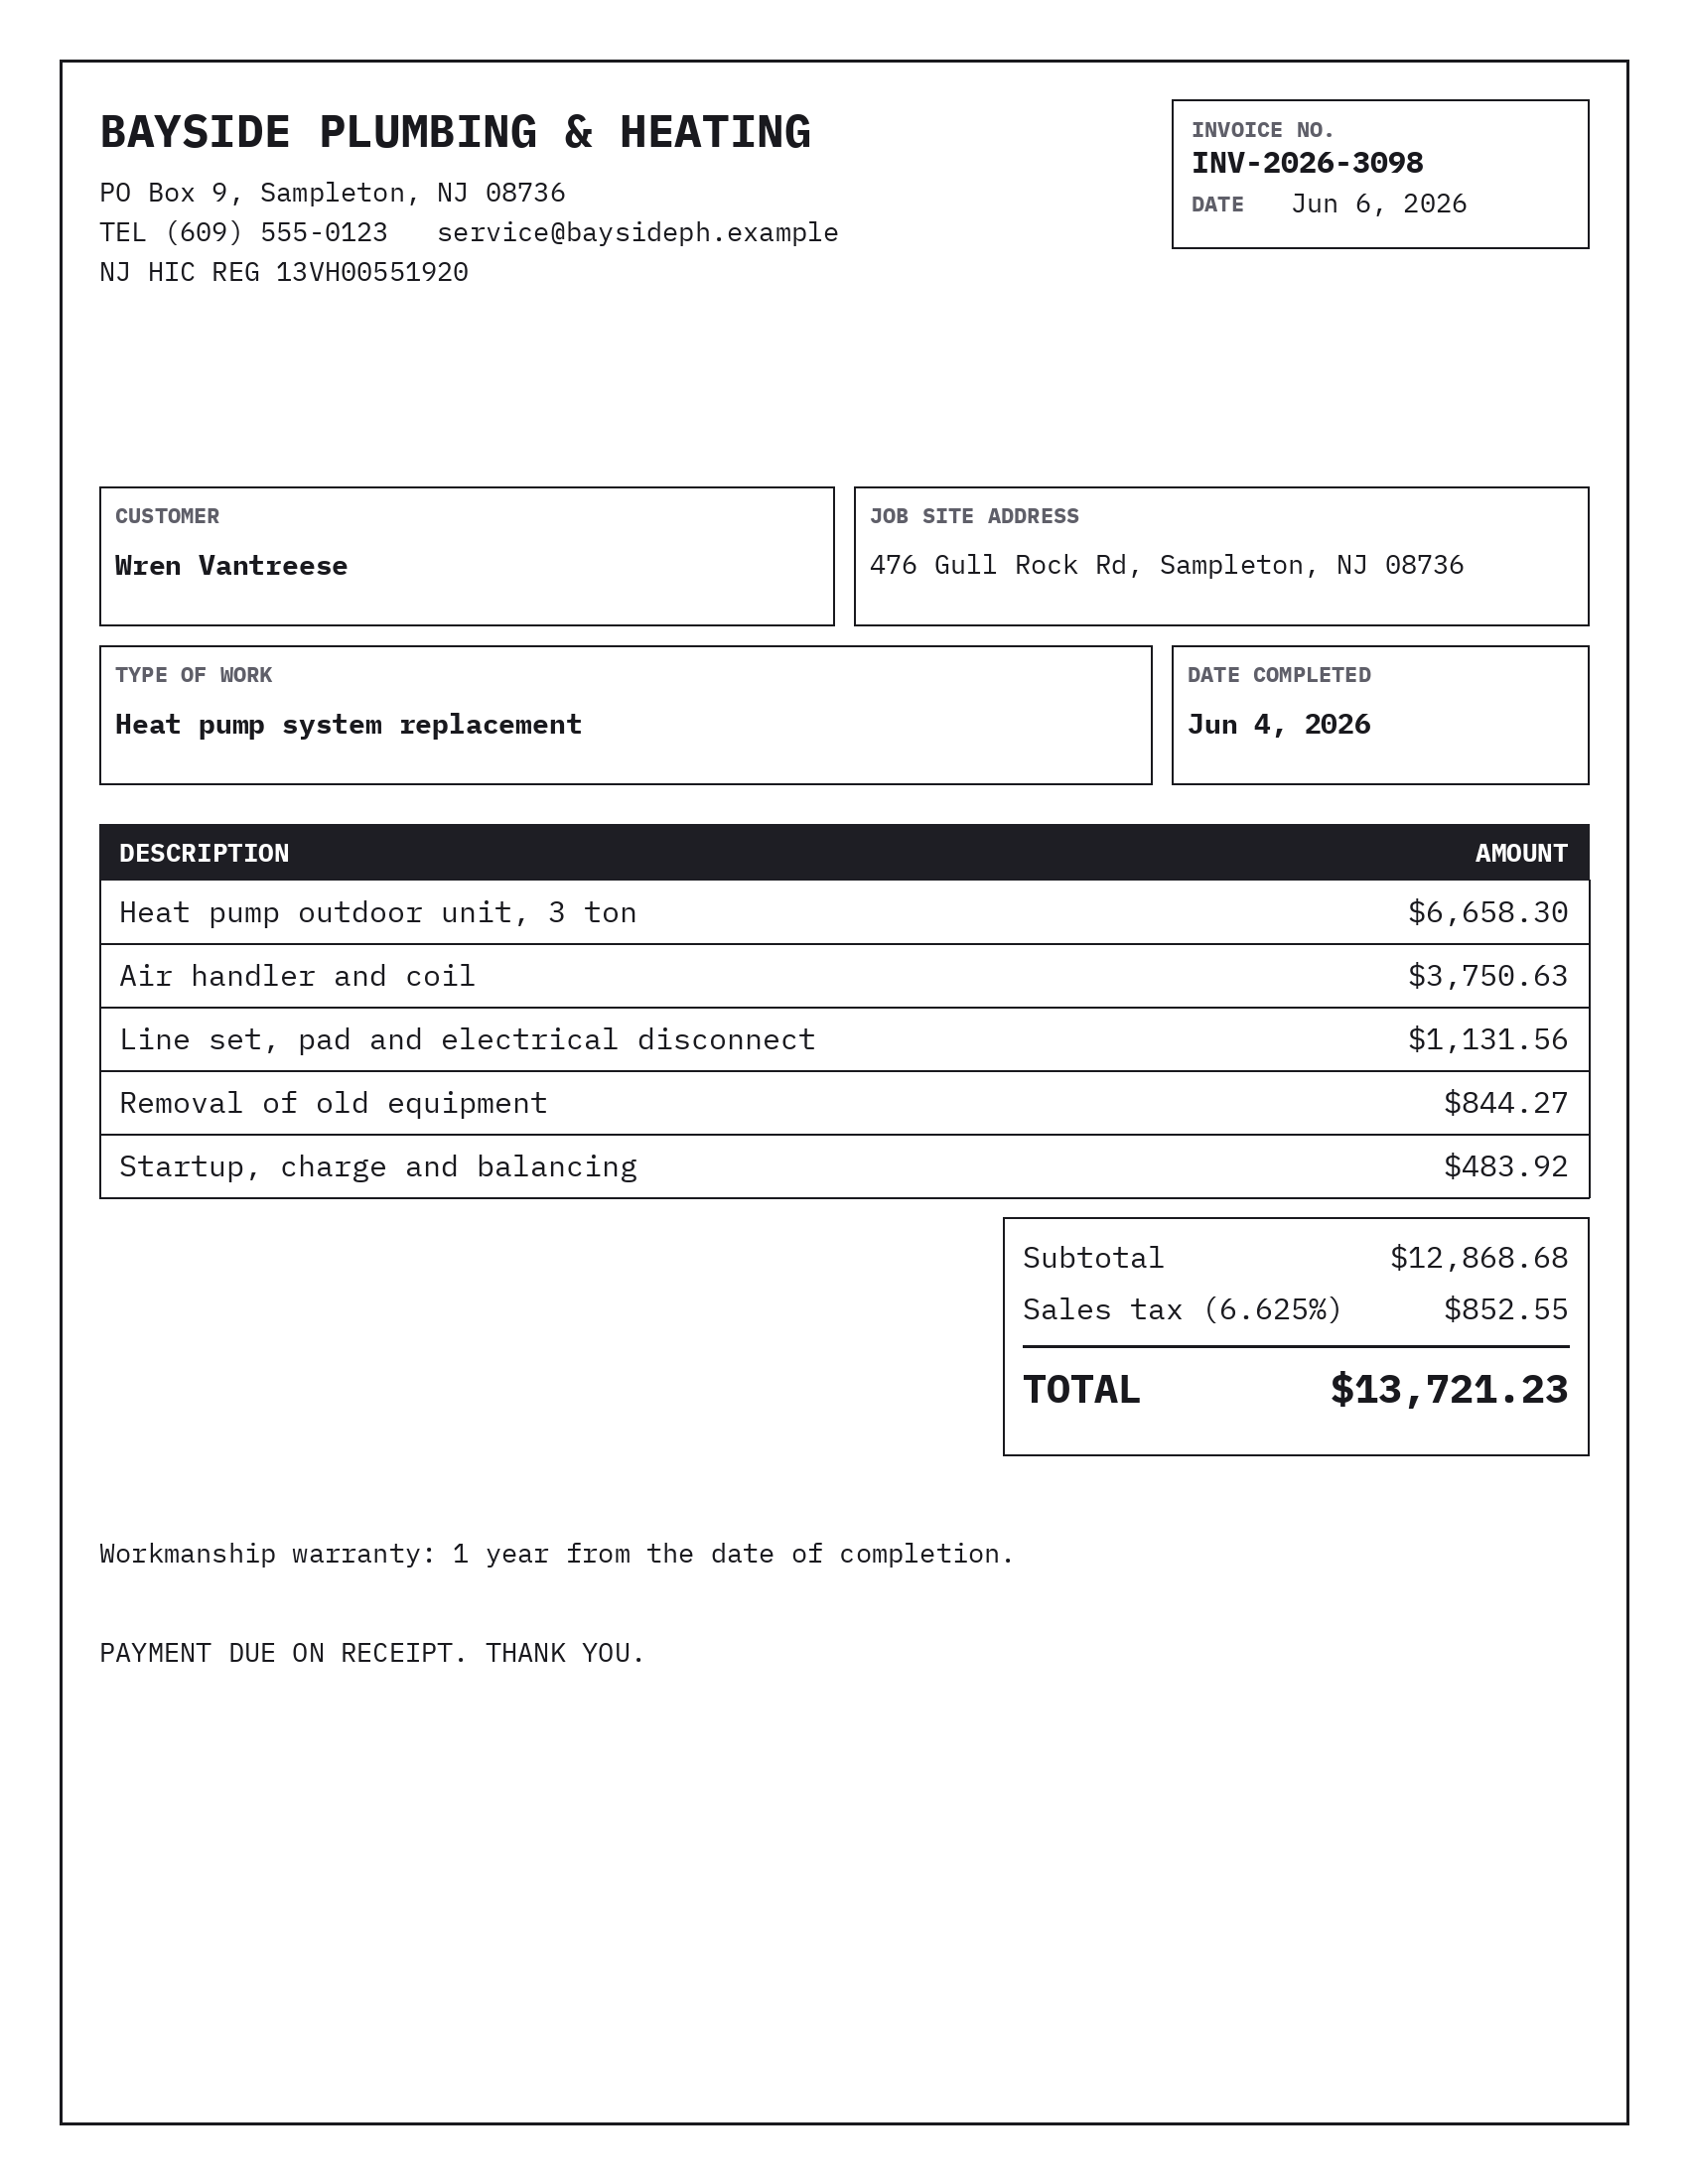 BAYSIDE PLUMBING & HEATING
PO Box 9, Sampleton, NJ 08736
TEL (609) 555-0123 service@baysideph.example
NJ HIC REG 13VH00551920
INVOICE NO.
INV-2026-3098
DATE Jun 6, 2026
CUSTOMER
Wren Vantreese
JOB SITE ADDRESS
476 Gull Rock Rd, Sampleton, NJ 08736
TYPE OF WORK
Heat pump system replacement
DATE COMPLETED
Jun 4, 2026
DESCRIPTION AMOUNT
Heat pump outdoor unit, 3 ton $6,658.30
Air handler and coil $3,750.63
Line set, pad and electrical disconnect $1,131.56
Removal of old equipment $844.27
Startup, charge and balancing $483.92
Subtotal $12,868.68
Sales tax (6.625%) $852.55
TOTAL $13,721.23
Workmanship warranty: 1 year from the date of completion.
PAYMENT DUE ON RECEIPT. THANK YOU.